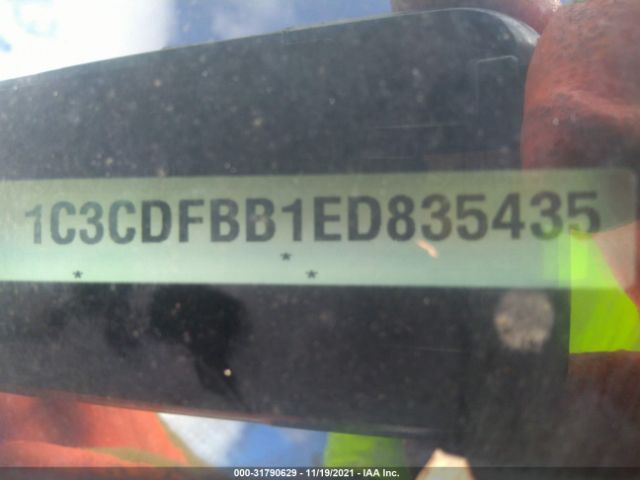 1C3CDFBB1ED835435
* * *
000-31790629 - 11/19/2021 - IAA Inc.